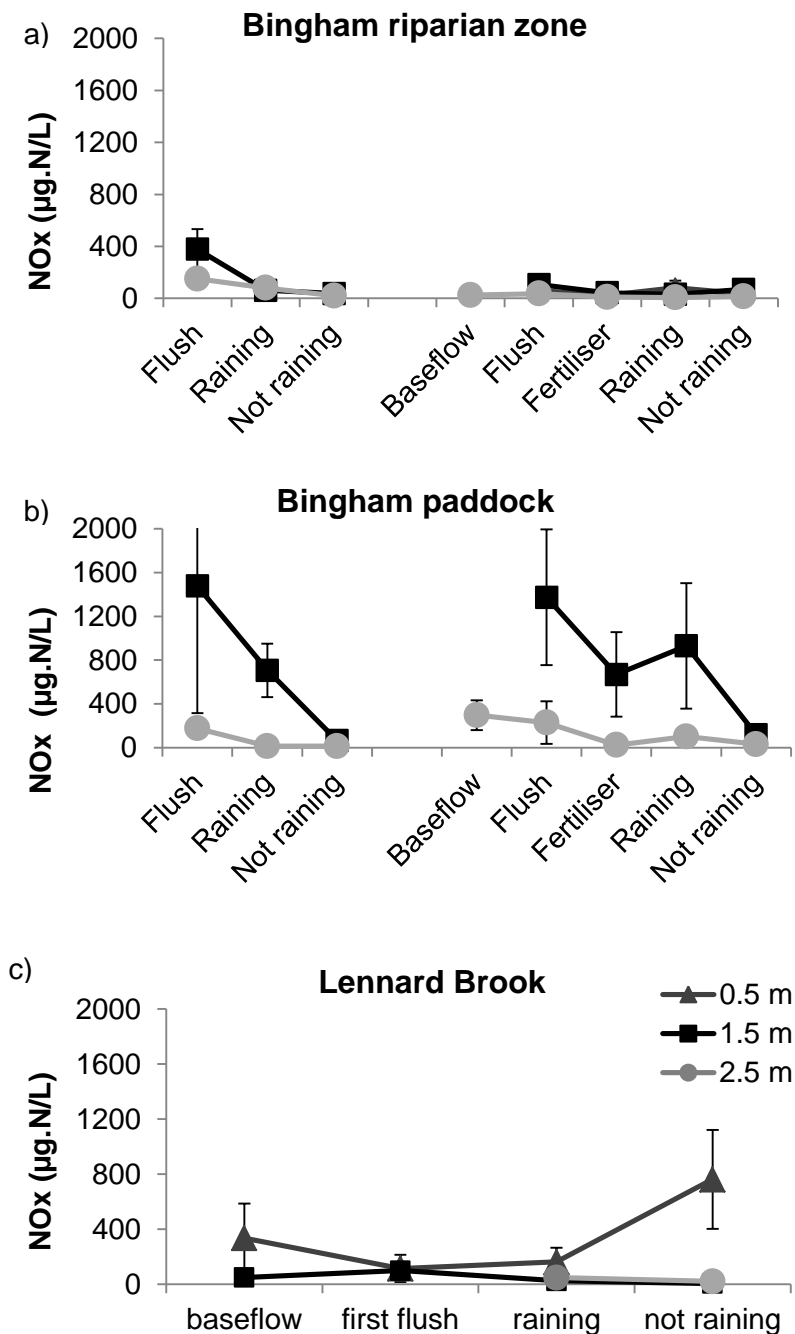 a)
Bingham riparian zone
NOx (µg.N/L)
2000
1600
1200
800
400
0
Flush
Raining
Not raining
Baseflow
Flush
Fertiliser
Raining
Not raining
b)
Bingham paddock
NOx (µg.N/L)
2000
1600
1200
800
400
0
Flush
Raining
Not raining
Baseflow
Flush
Fertiliser
Raining
Not raining
c)
Lennard Brook
NOx (µg.N/L)
2000
1600
1200
800
400
0
0.5 m
1.5 m
2.5 m
baseflow first flush raining not raining